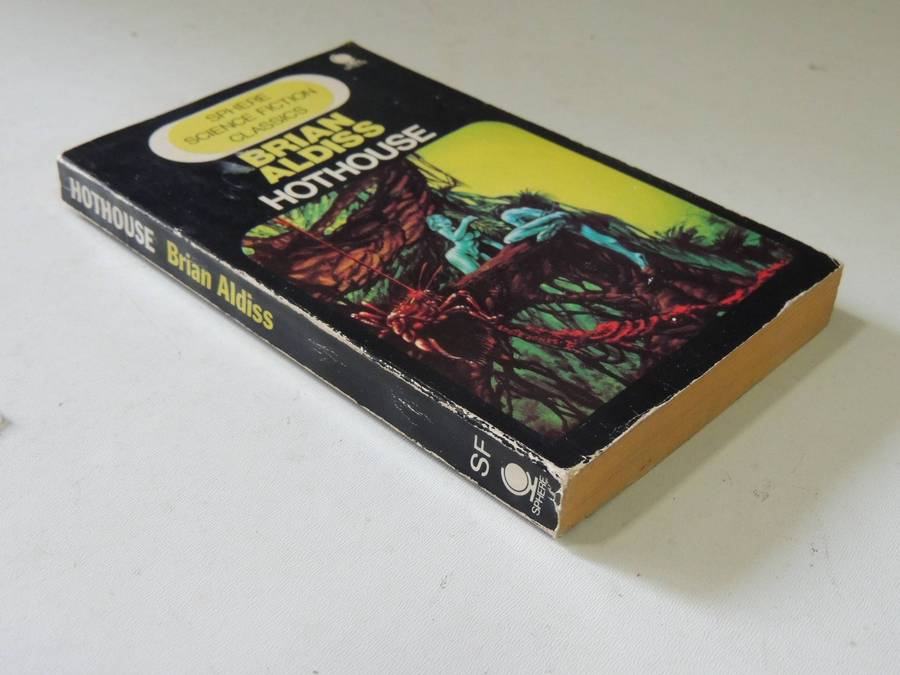 SPHERE
SCIENCE FICTION
CLASSICS
BRIAN
ALDISS
HOTHOUSE
HOTHOUSE Brian Aldiss
SF
SPHERE